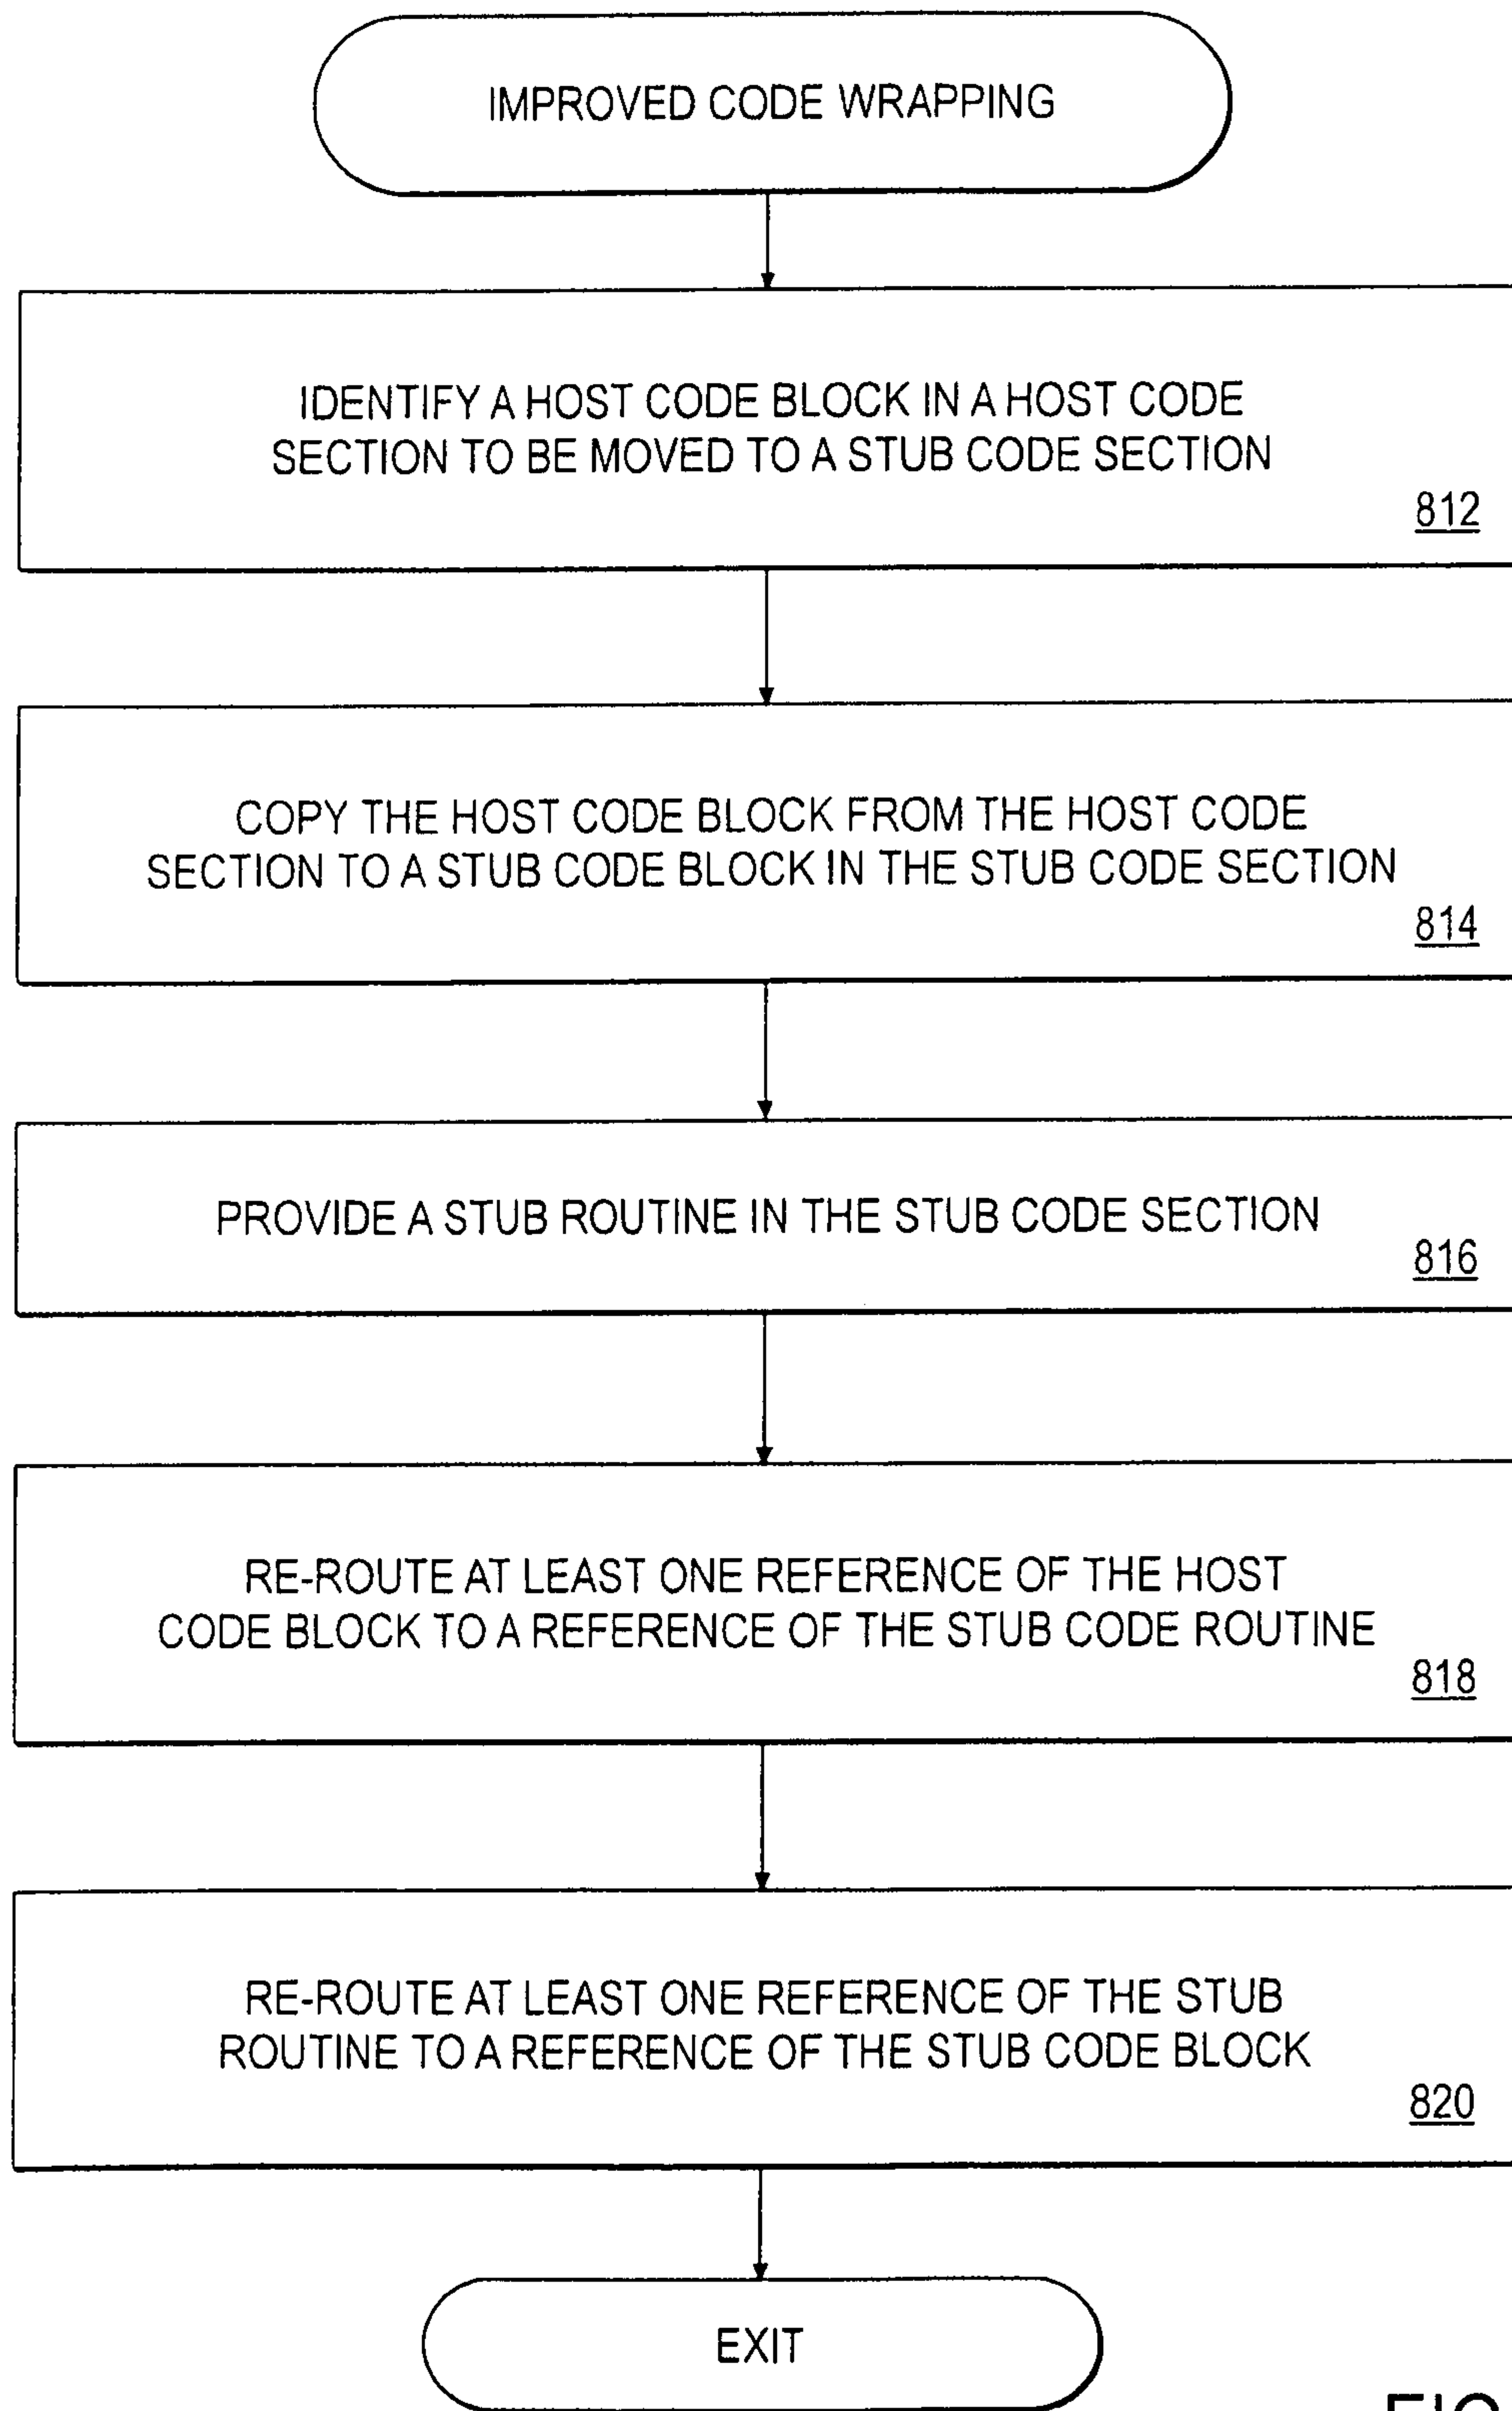 IMPROVED CODE WRAPPING
IDENTIFY A HOST CODE BLOCK IN A HOST CODE
SECTION TO BE MOVED TO A STUB CODE SECTION
812
COPY THE HOST CODE BLOCK FROM THE HOST CODE
SECTION TO A STUB CODE BLOCK IN THE STUB CODE SECTION
814
PROVIDE A STUB ROUTINE IN THE STUB CODE SECTION
816
RE-ROUTE AT LEAST ONE REFERENCE OF THE HOST
CODE BLOCK TO A REFERENCE OF THE STUB CODE ROUTINE
818
RE-ROUTE AT LEAST ONE REFERENCE OF THE STUB
ROUTINE TO A REFERENCE OF THE STUB CODE BLOCK
820
EXIT